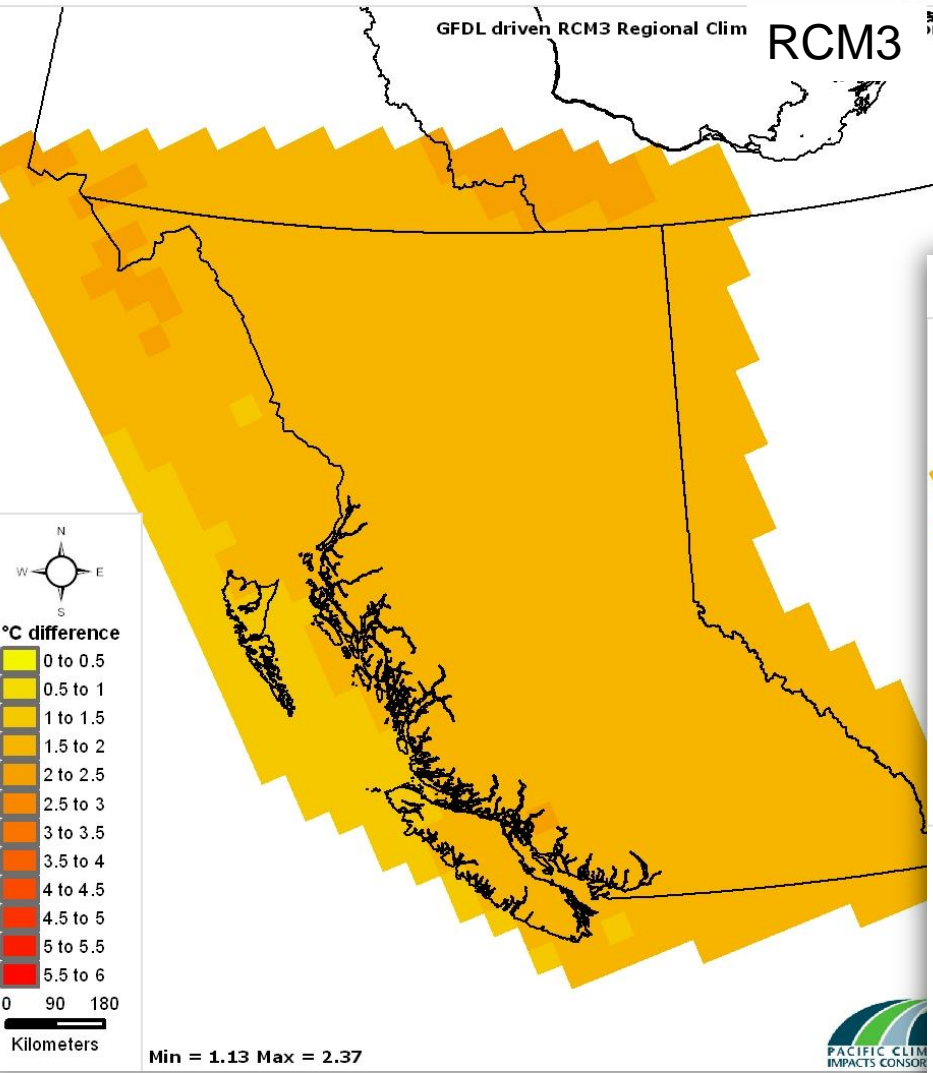 GFDL driven RCM3 Regional Clim
RCM3
N
W E
S
°C difference
0 to 0.5
0.5 to 1
1 to 1.5
1.5 to 2
2 to 2.5
2.5 to 3
3 to 3.5
3.5 to 4
4 to 4.5
4.5 to 5
5 to 5.5
5.5 to 6
0 90 180
Kilometers
Min = 1.13 Max = 2.37
PACIFIC CLIM
IMPACTS CONSOR